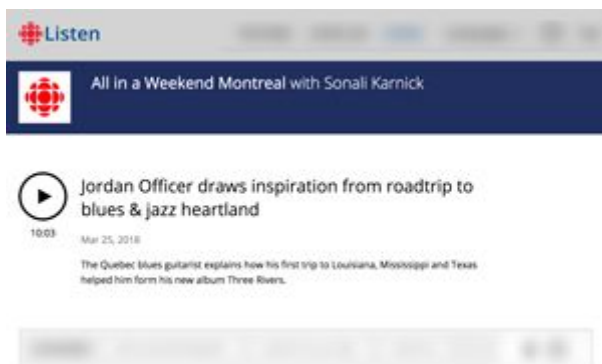 Listen
All in a Weekend Montreal with Sonali Karnick
Jordan Officer draws inspiration from roadtrip to
blues & jazz heartland
10:03
Mar 25, 2018
The Quebec blues guitarist explains how his first trip to Louisiana, Mississippi and Texas
helped him form his new album Three Rivers.